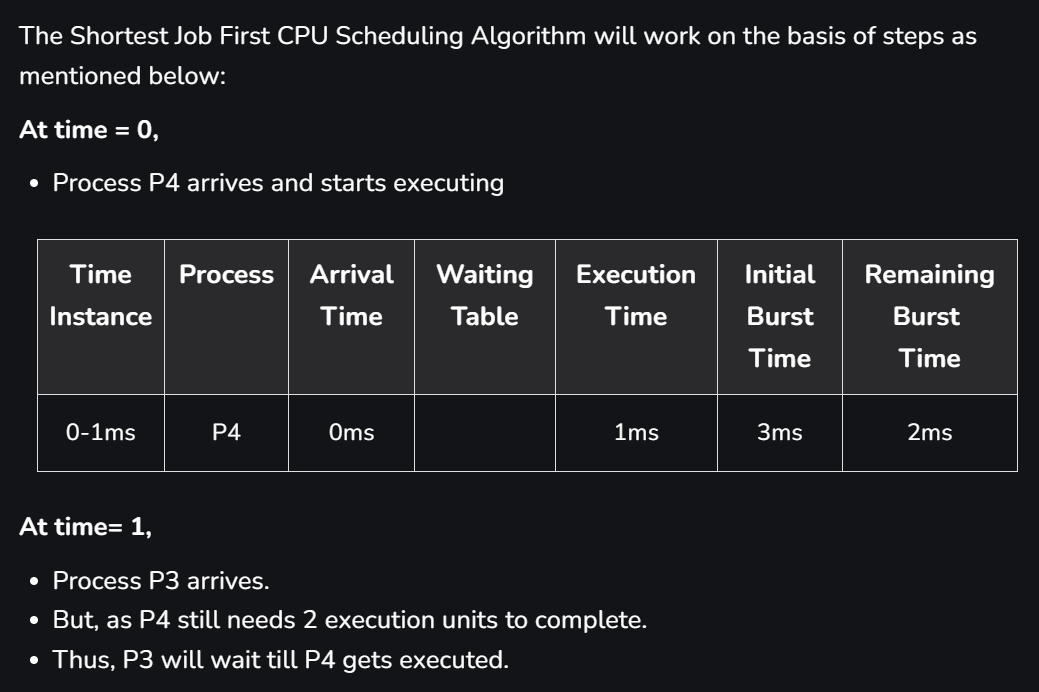 The Shortest Job First CPU Scheduling Algorithm will work on the basis of steps as
mentioned below:
At time = 0,
• Process P4 arrives and starts executing
Time Instance Process Arrival Time Waiting Table Execution Time Initial Burst Time Remaining Burst Time
0-1ms P4 0ms 1ms 3ms 2ms
At time= 1,
• Process P3 arrives.
• But, as P4 still needs 2 execution units to complete.
• Thus, P3 will wait till P4 gets executed.